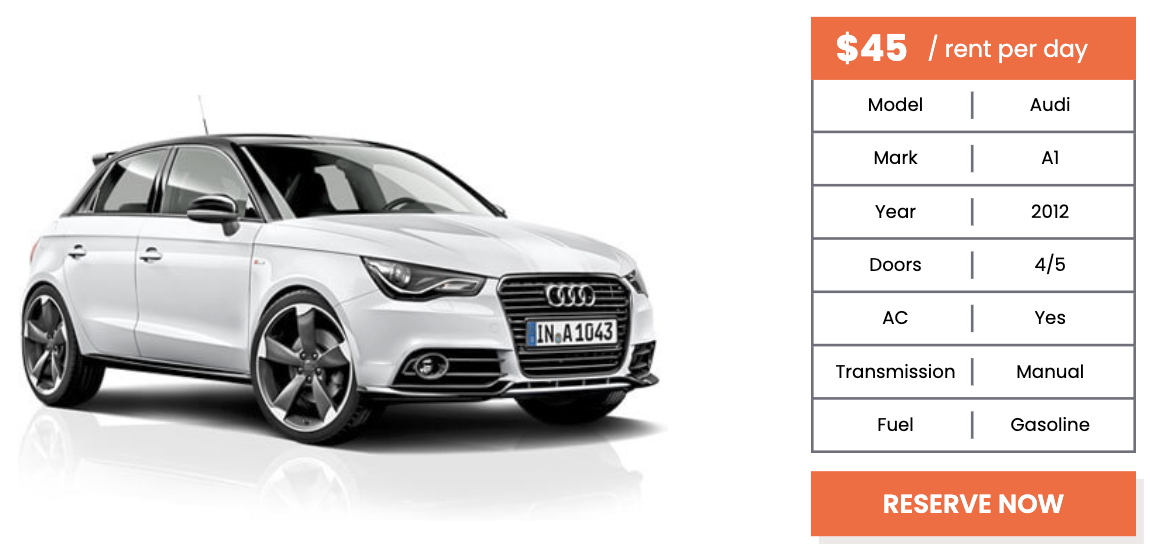 IN A 1043
$45 / rent per day
Model | Audi
Mark | A1
Year | 2012
Doors | 4/5
AC | Yes
Transmission | Manual
Fuel | Gasoline
RESERVE NOW